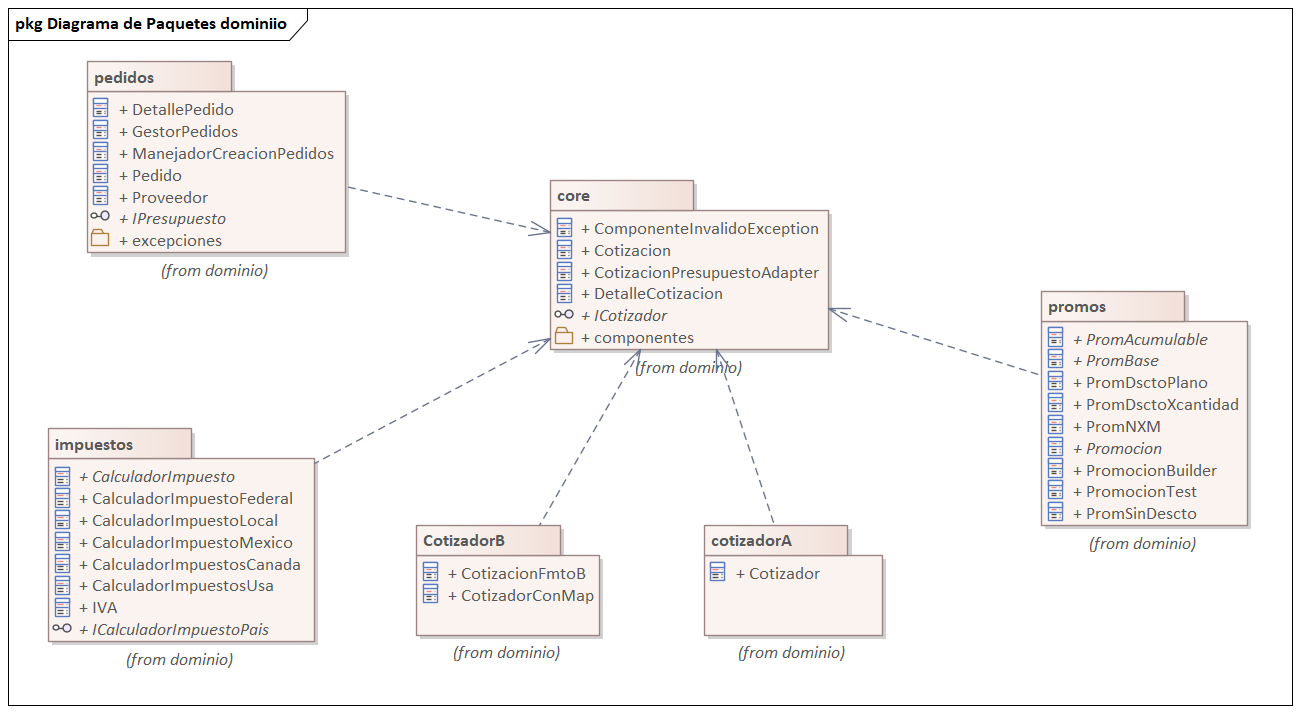 pkg Diagrama de Paquetes dominiio
pedidos
+ DetallePedido
+ GestorPedidos
+ ManejadorCreacionPedidos
+ Pedido
+ Proveedor
+ IPresupuesto
+ excepciones
(from dominio)
core
+ ComponenteInvalidoException
+ Cotizacion
+ CotizacionPresupuestoAdapter
+ DetalleCotizacion
+ ICotizador
+ componentes
(from dominio)
promos
+ PromAcumulable
+ PromBase
+ PromDsctoPlano
+ PromDsctoXcantidad
+ PromNXM
+ Promocion
+ PromocionBuilder
+ PromocionTest
+ PromSinDescto
(from dominio)
impuestos
+ CalculadorImpuesto
+ CalculadorImpuestoFederal
+ CalculadorImpuestoLocal
+ CalculadorImpuestoMexico
+ CalculadorImpuestosCanada
+ CalculadorImpuestosUsa
+ IVA
+ ICalculadorImpuestoPais
(from dominio)
CotizadorB
+ CotizacionFmtoB
+ CotizadorConMap
(from dominio)
cotizadorA
+ Cotizador
(from dominio)